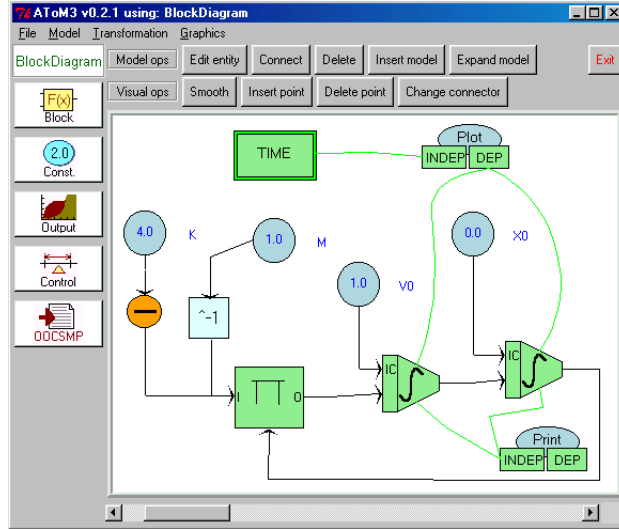 AToM3 v0.2.1 using: BlockDiagram
File Model Transformation Graphics
BlockDiagram Model ops Edit entity Connect Delete Insert model Expand model Exit
Visual ops Smooth Insert point Delete point Change connector
F(x)
Block
2.0
Const.
Output
Control
OOCSMP
TIME
Plot
INDEP DEP
4.0 K
1.0 M
0.0 X0
1.0 V0
^-1
IC
IC
I O
Print
INDEP DEP